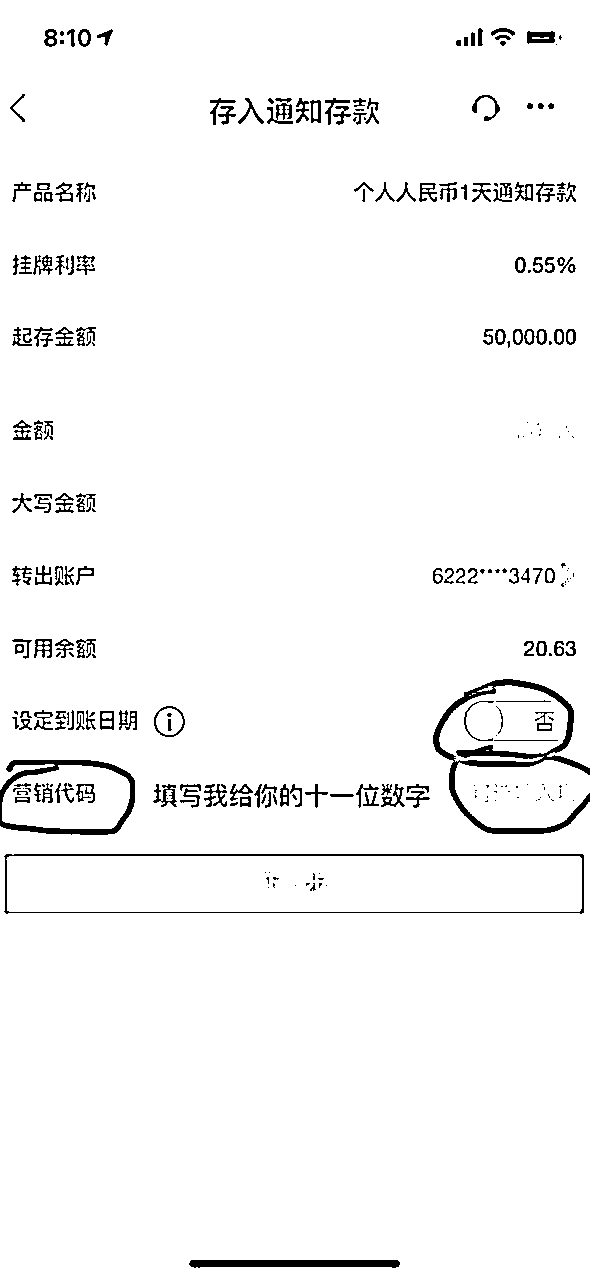 8:10
存入通知存款
产品名称 个人人民币1天通知存款
挂牌利率 0.55%
起存金额 50,000.00
金额
大写金额
转出账户 6222****3470
可用余额 20.63
设定到账日期 否
营销代码 填写我给你的十一位数字